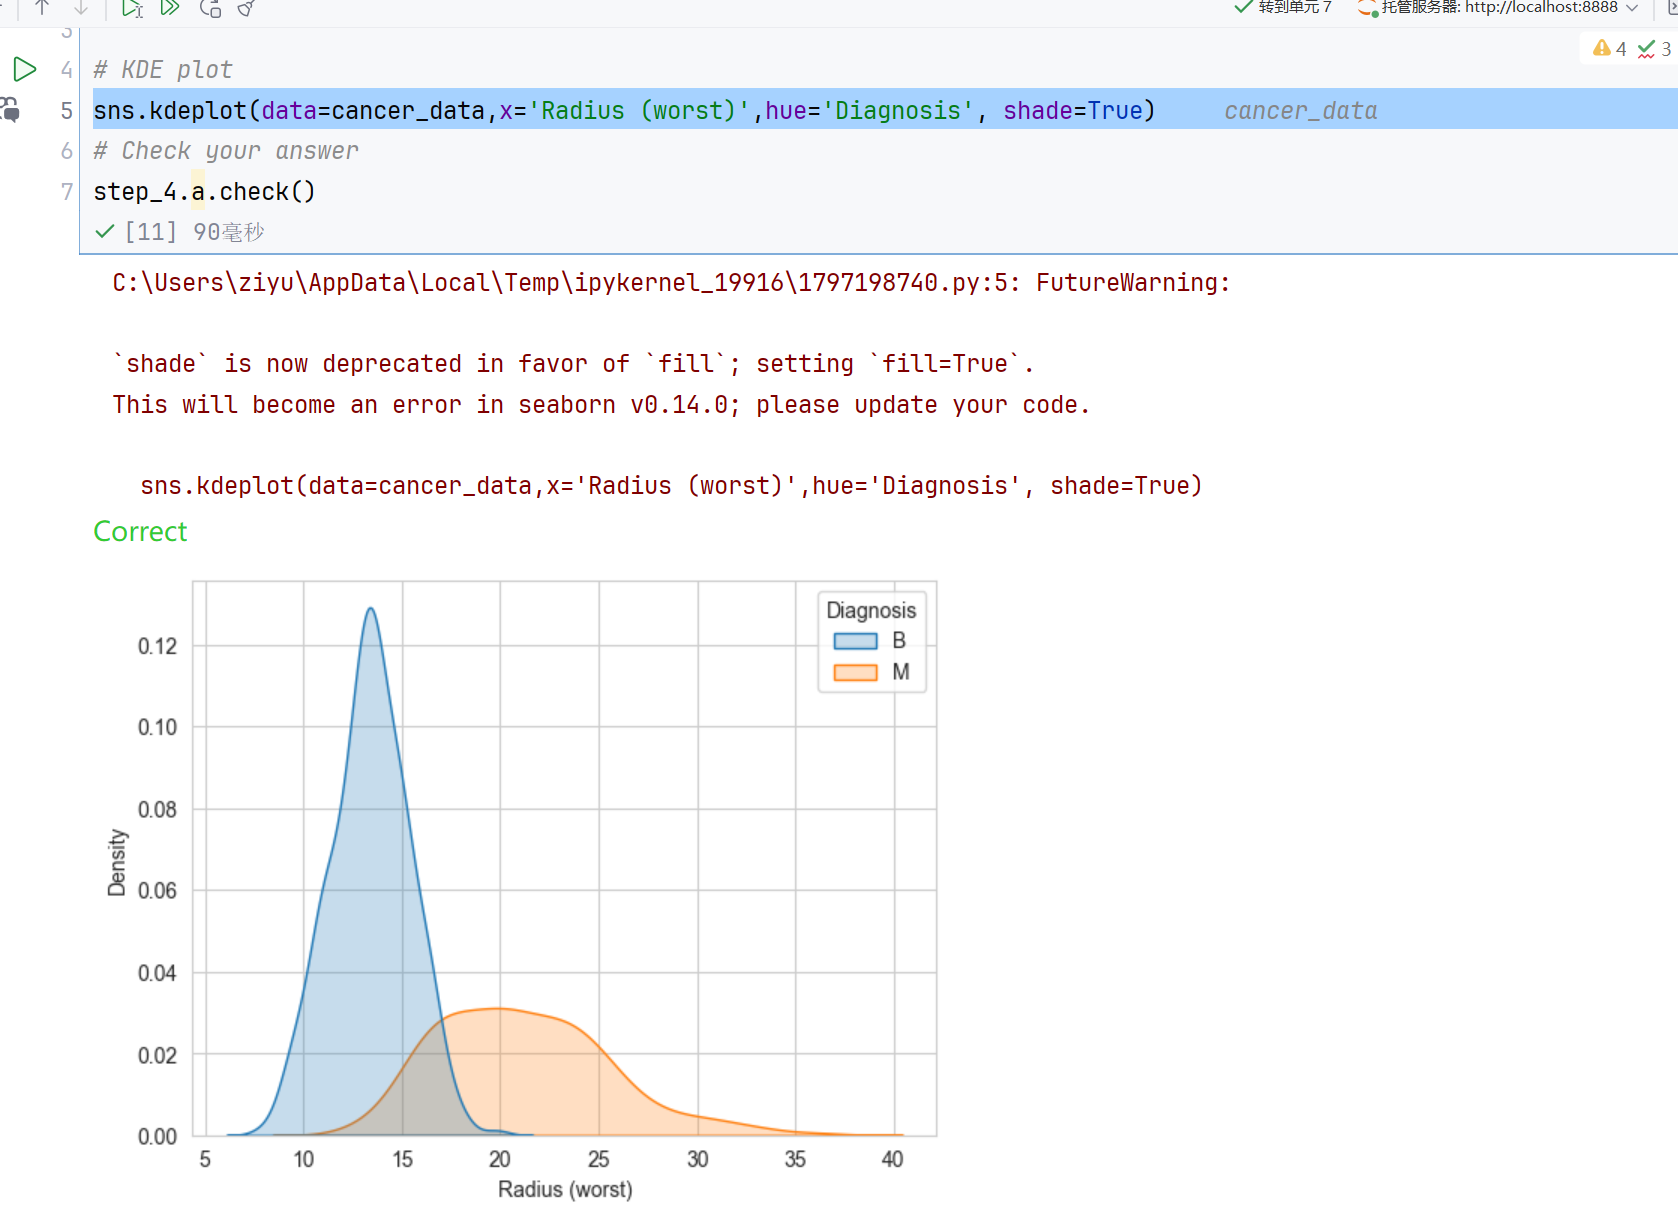 转到单元 7 托管服务器: http://localhost:8888
4 3
3
4 # KDE plot
5 sns.kdeplot(data=cancer_data,x='Radius (worst)',hue='Diagnosis', shade=True) cancer_data
6 # Check your answer
7 step_4.a.check()
[11] 90毫秒
C:\Users\ziyu\AppData\Local\Temp\ipykernel_19916\1797198740.py:5: FutureWarning:
`shade` is now deprecated in favor of `fill`; setting `fill=True`.
This will become an error in seaborn v0.14.0; please update your code.
sns.kdeplot(data=cancer_data,x='Radius (worst)',hue='Diagnosis', shade=True)
Correct
Diagnosis
B
M
0.12
0.10
0.08
0.06
0.04
0.02
0.00
Density
5 10 15 20 25 30 35 40
Radius (worst)